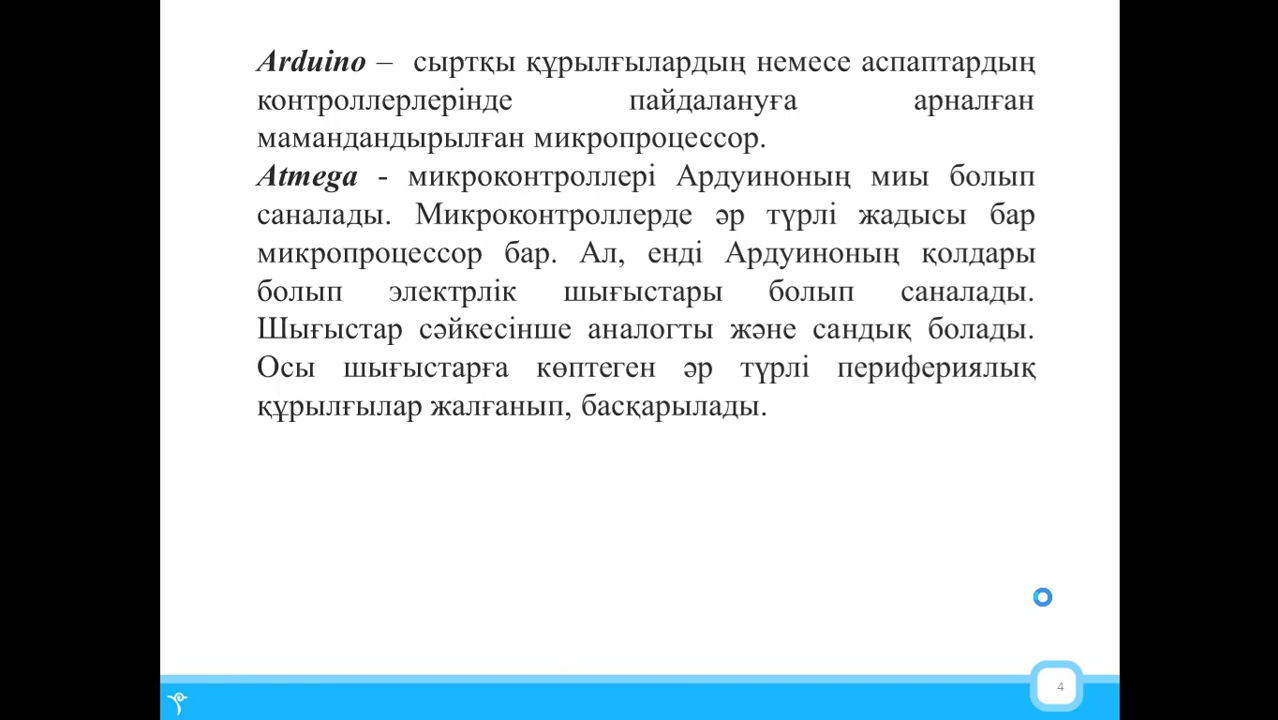 Arduino – сыртқы құрылғылардың немесе аспаптардың
контроллерлерінде пайдалануға арналған
мамандандырылған микропроцессор.
Atmega - микроконтроллері Ардуиноның миы болып
саналады. Микроконтроллерде әр түрлі жадысы бар
микропроцессор бар. Ал, енді Ардуиноның қолдары
болып электрлік шығыстары болып саналады.
Шығыстар сәйкесінше аналогты және сандық болады.
Осы шығыстарға көптеген әр түрлі перифериялық
құрылғылар жалғанып, басқарылады.
4